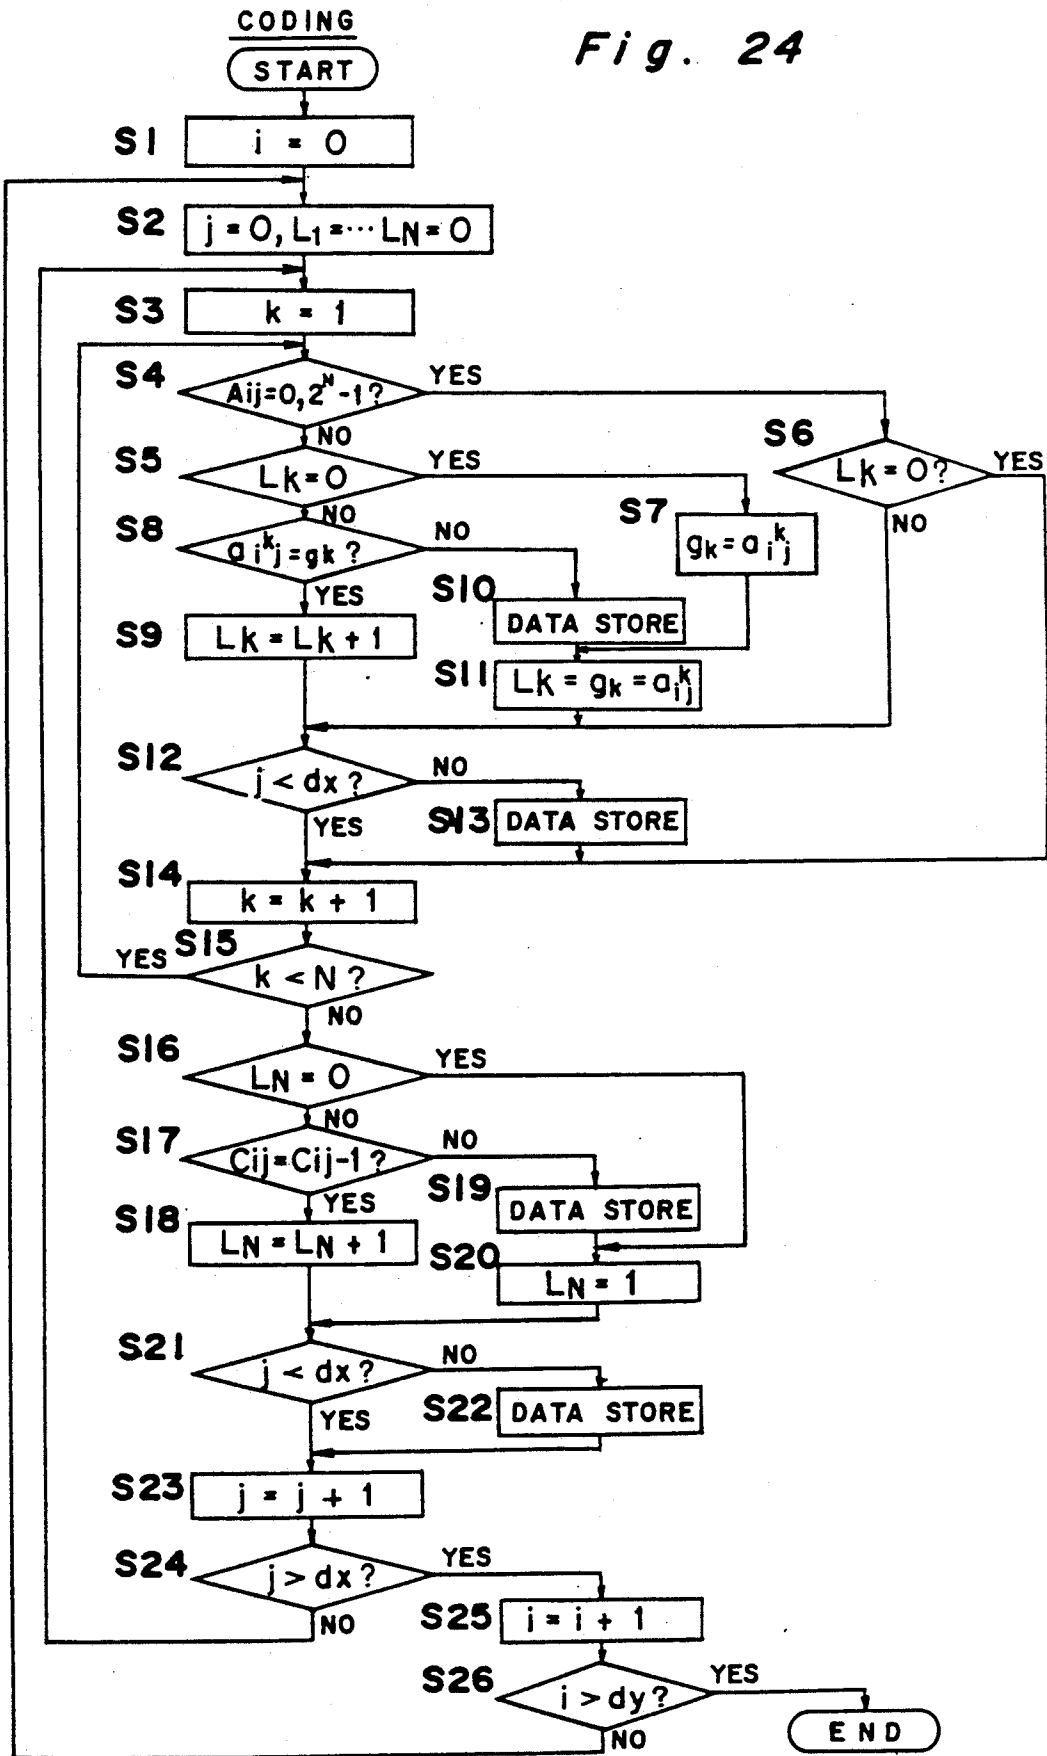 CODING
Fig. 24
START
S1
i = 0
S2
j = 0, L1 = ··· LN = 0
S3
k = 1
S4
Aij=0, 2^N -1?
YES
NO
S6
Lk = 0?
YES
NO
S5
Lk = 0
YES
NO
S7
gk = a i^k j
S8
a i^k j = gk ?
NO
YES
S10
DATA STORE
S9
Lk = Lk + 1
S11
Lk = gk = a ij^k
S12
j < dx ?
NO
YES
S13
DATA STORE
S14
k = k + 1
S15
YES
k < N ?
NO
S16
LN = 0
YES
NO
S17
Cij = Cij-1 ?
NO
YES
S19
DATA STORE
S18
LN = LN + 1
S20
LN = 1
S21
j < dx ?
NO
YES
S22
DATA STORE
S23
j = j + 1
S24
j > dx ?
YES
NO
S25
i = i + 1
S26
i > dy ?
YES
NO
END